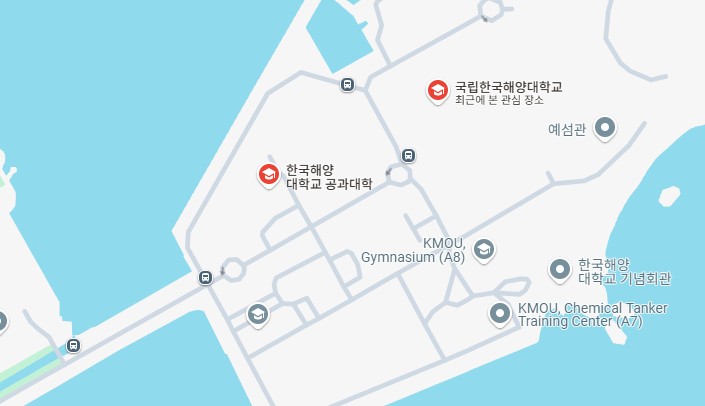 국립한국해양대학교
최근에 본 관심 장소
예섬관
한국해양
대학교 공과대학
KMOU,
Gymnasium (A8)
한국해양
대학교 기념회관
KMOU, Chemical Tanker
Training Center (A7)